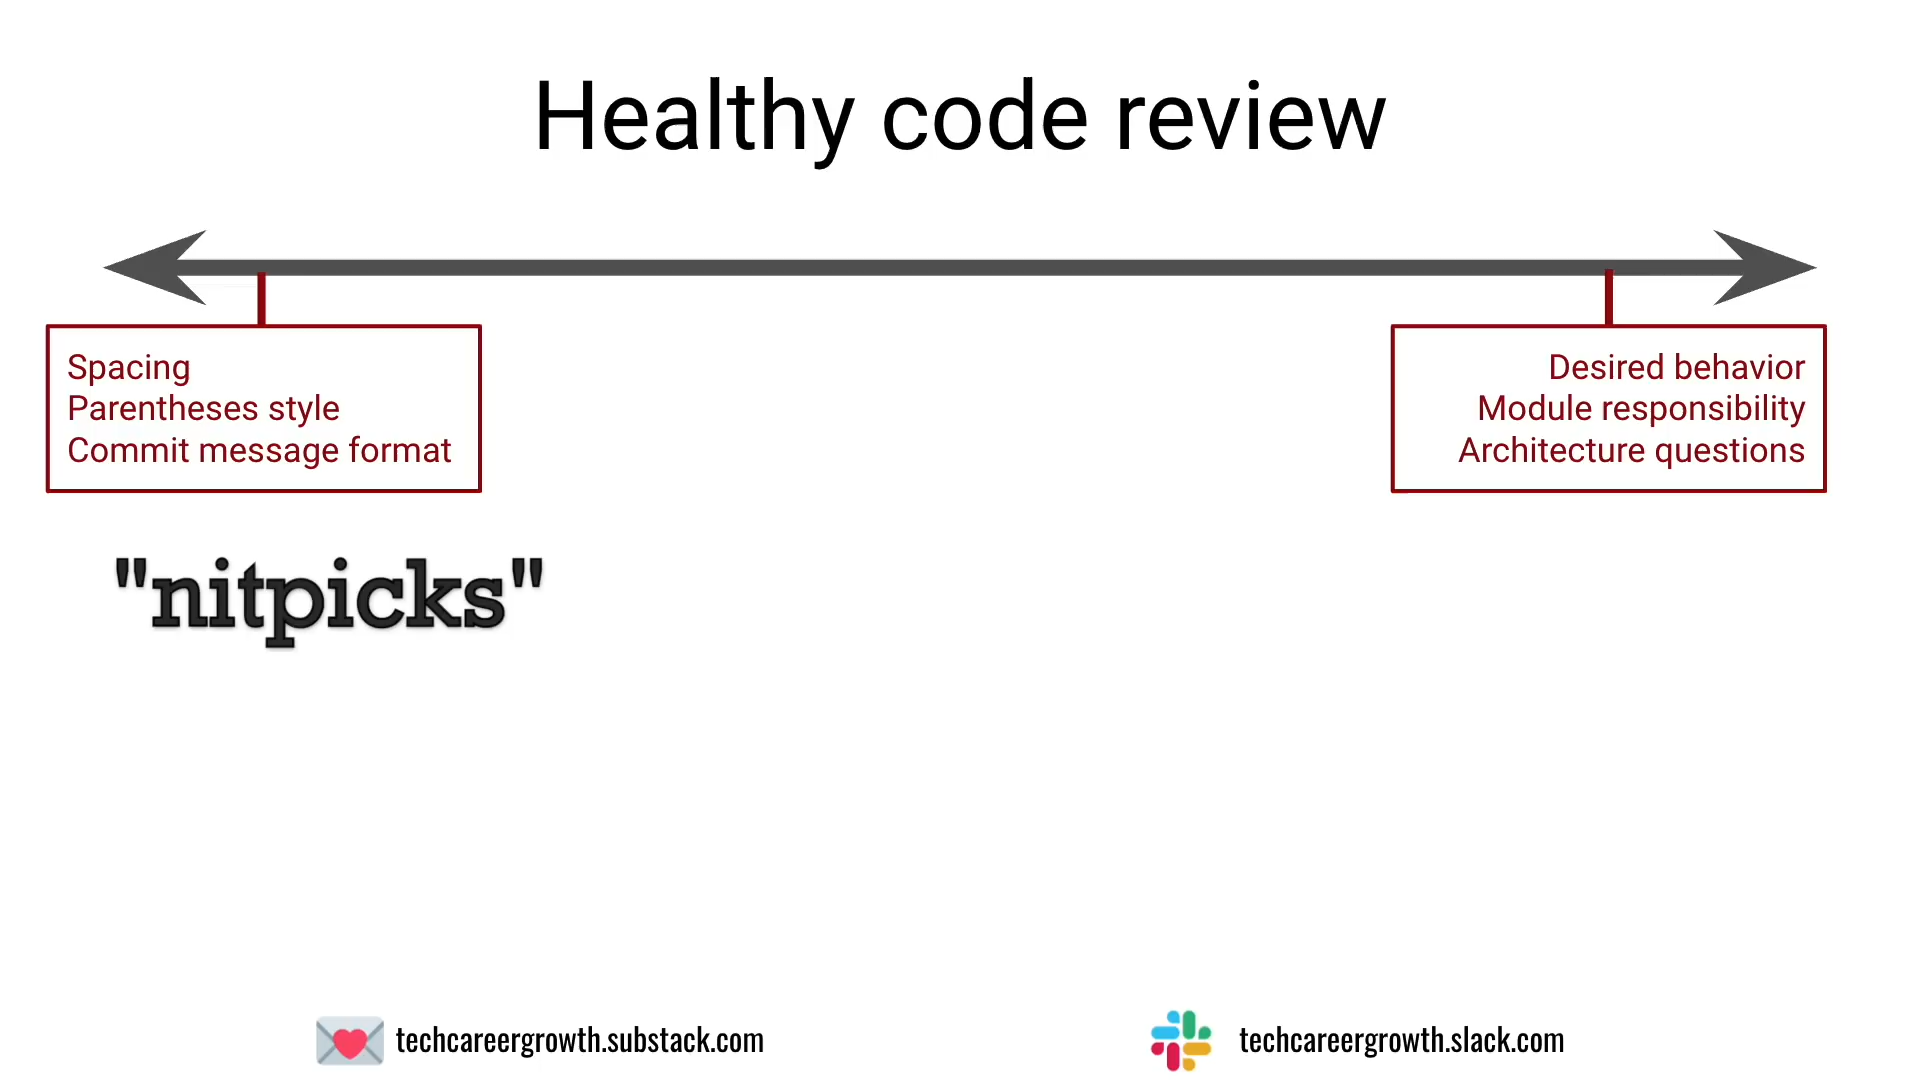 Healthy code review
Spacing
Parentheses style
Commit message format
Desired behavior
Module responsibility
Architecture questions
"nitpicks"
techcareergrowth.substack.com
techcareergrowth.slack.com